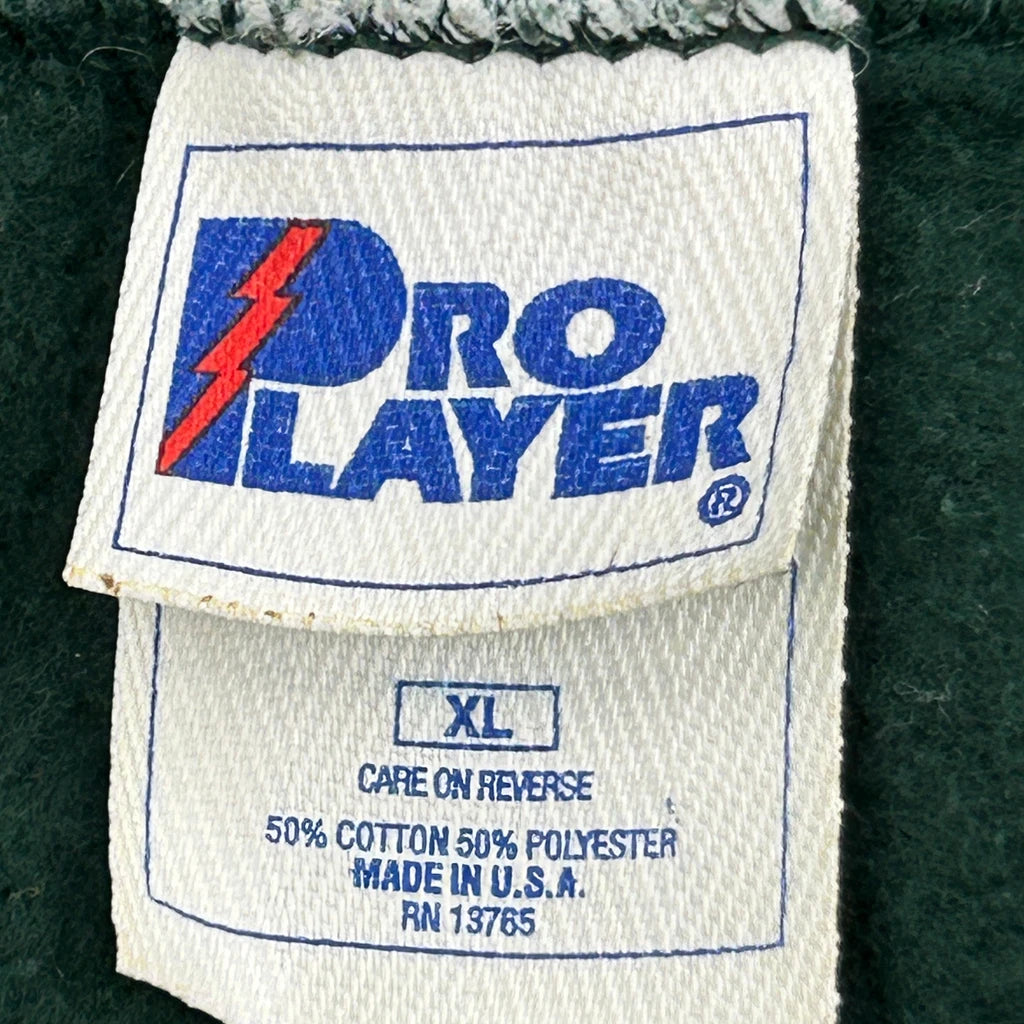 PRO
PLAYER®
XL
CARE ON REVERSE
50% COTTON 50% POLYESTER
MADE IN U.S.A.
RN 13765